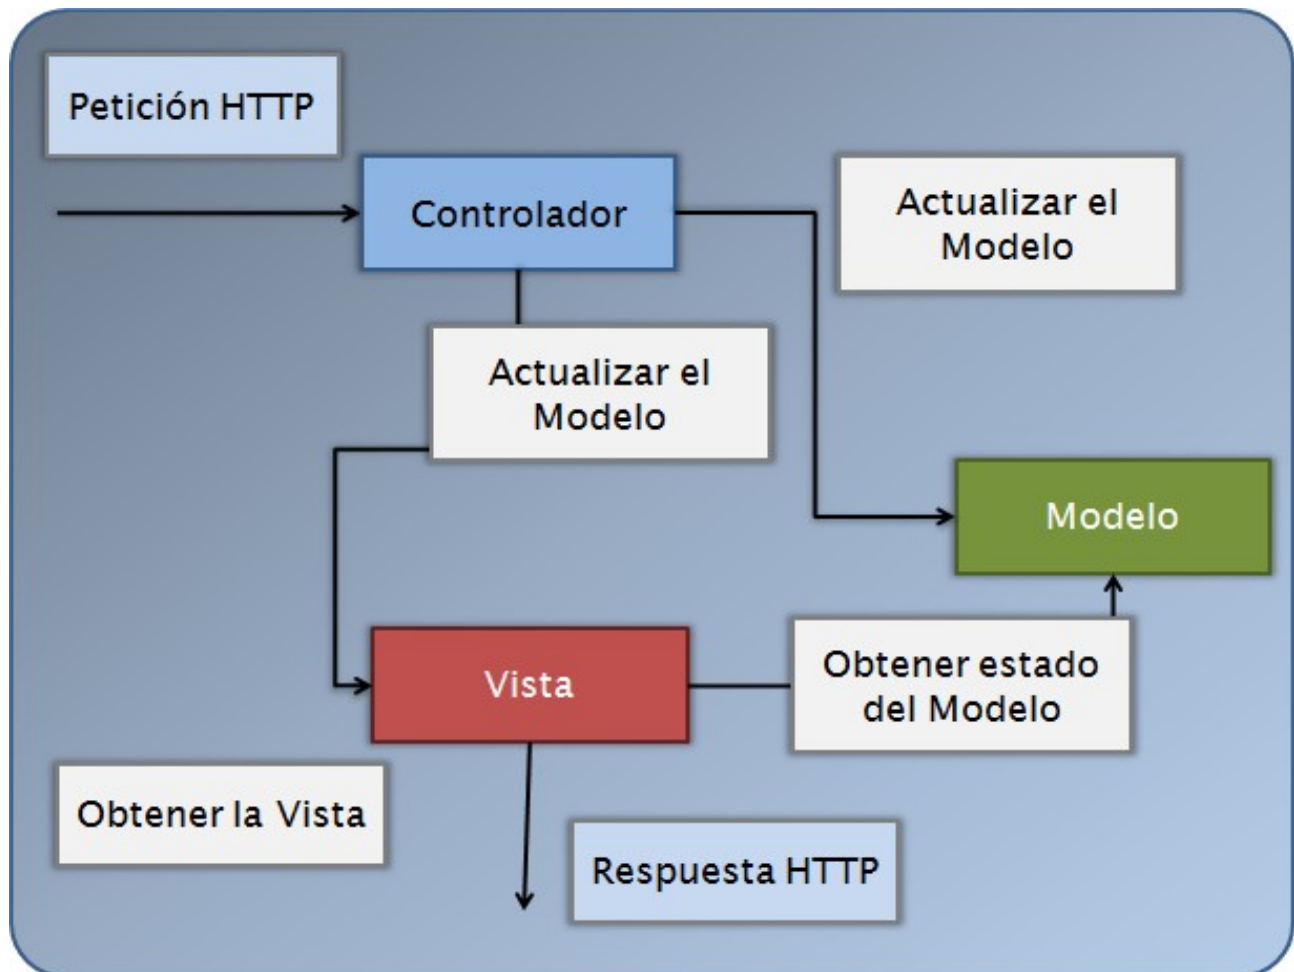 Petición HTTP
Controlador
Actualizar el
Modelo
Actualizar el
Modelo
Modelo
Vista
Obtener estado
del Modelo
Obtener la Vista
Respuesta HTTP